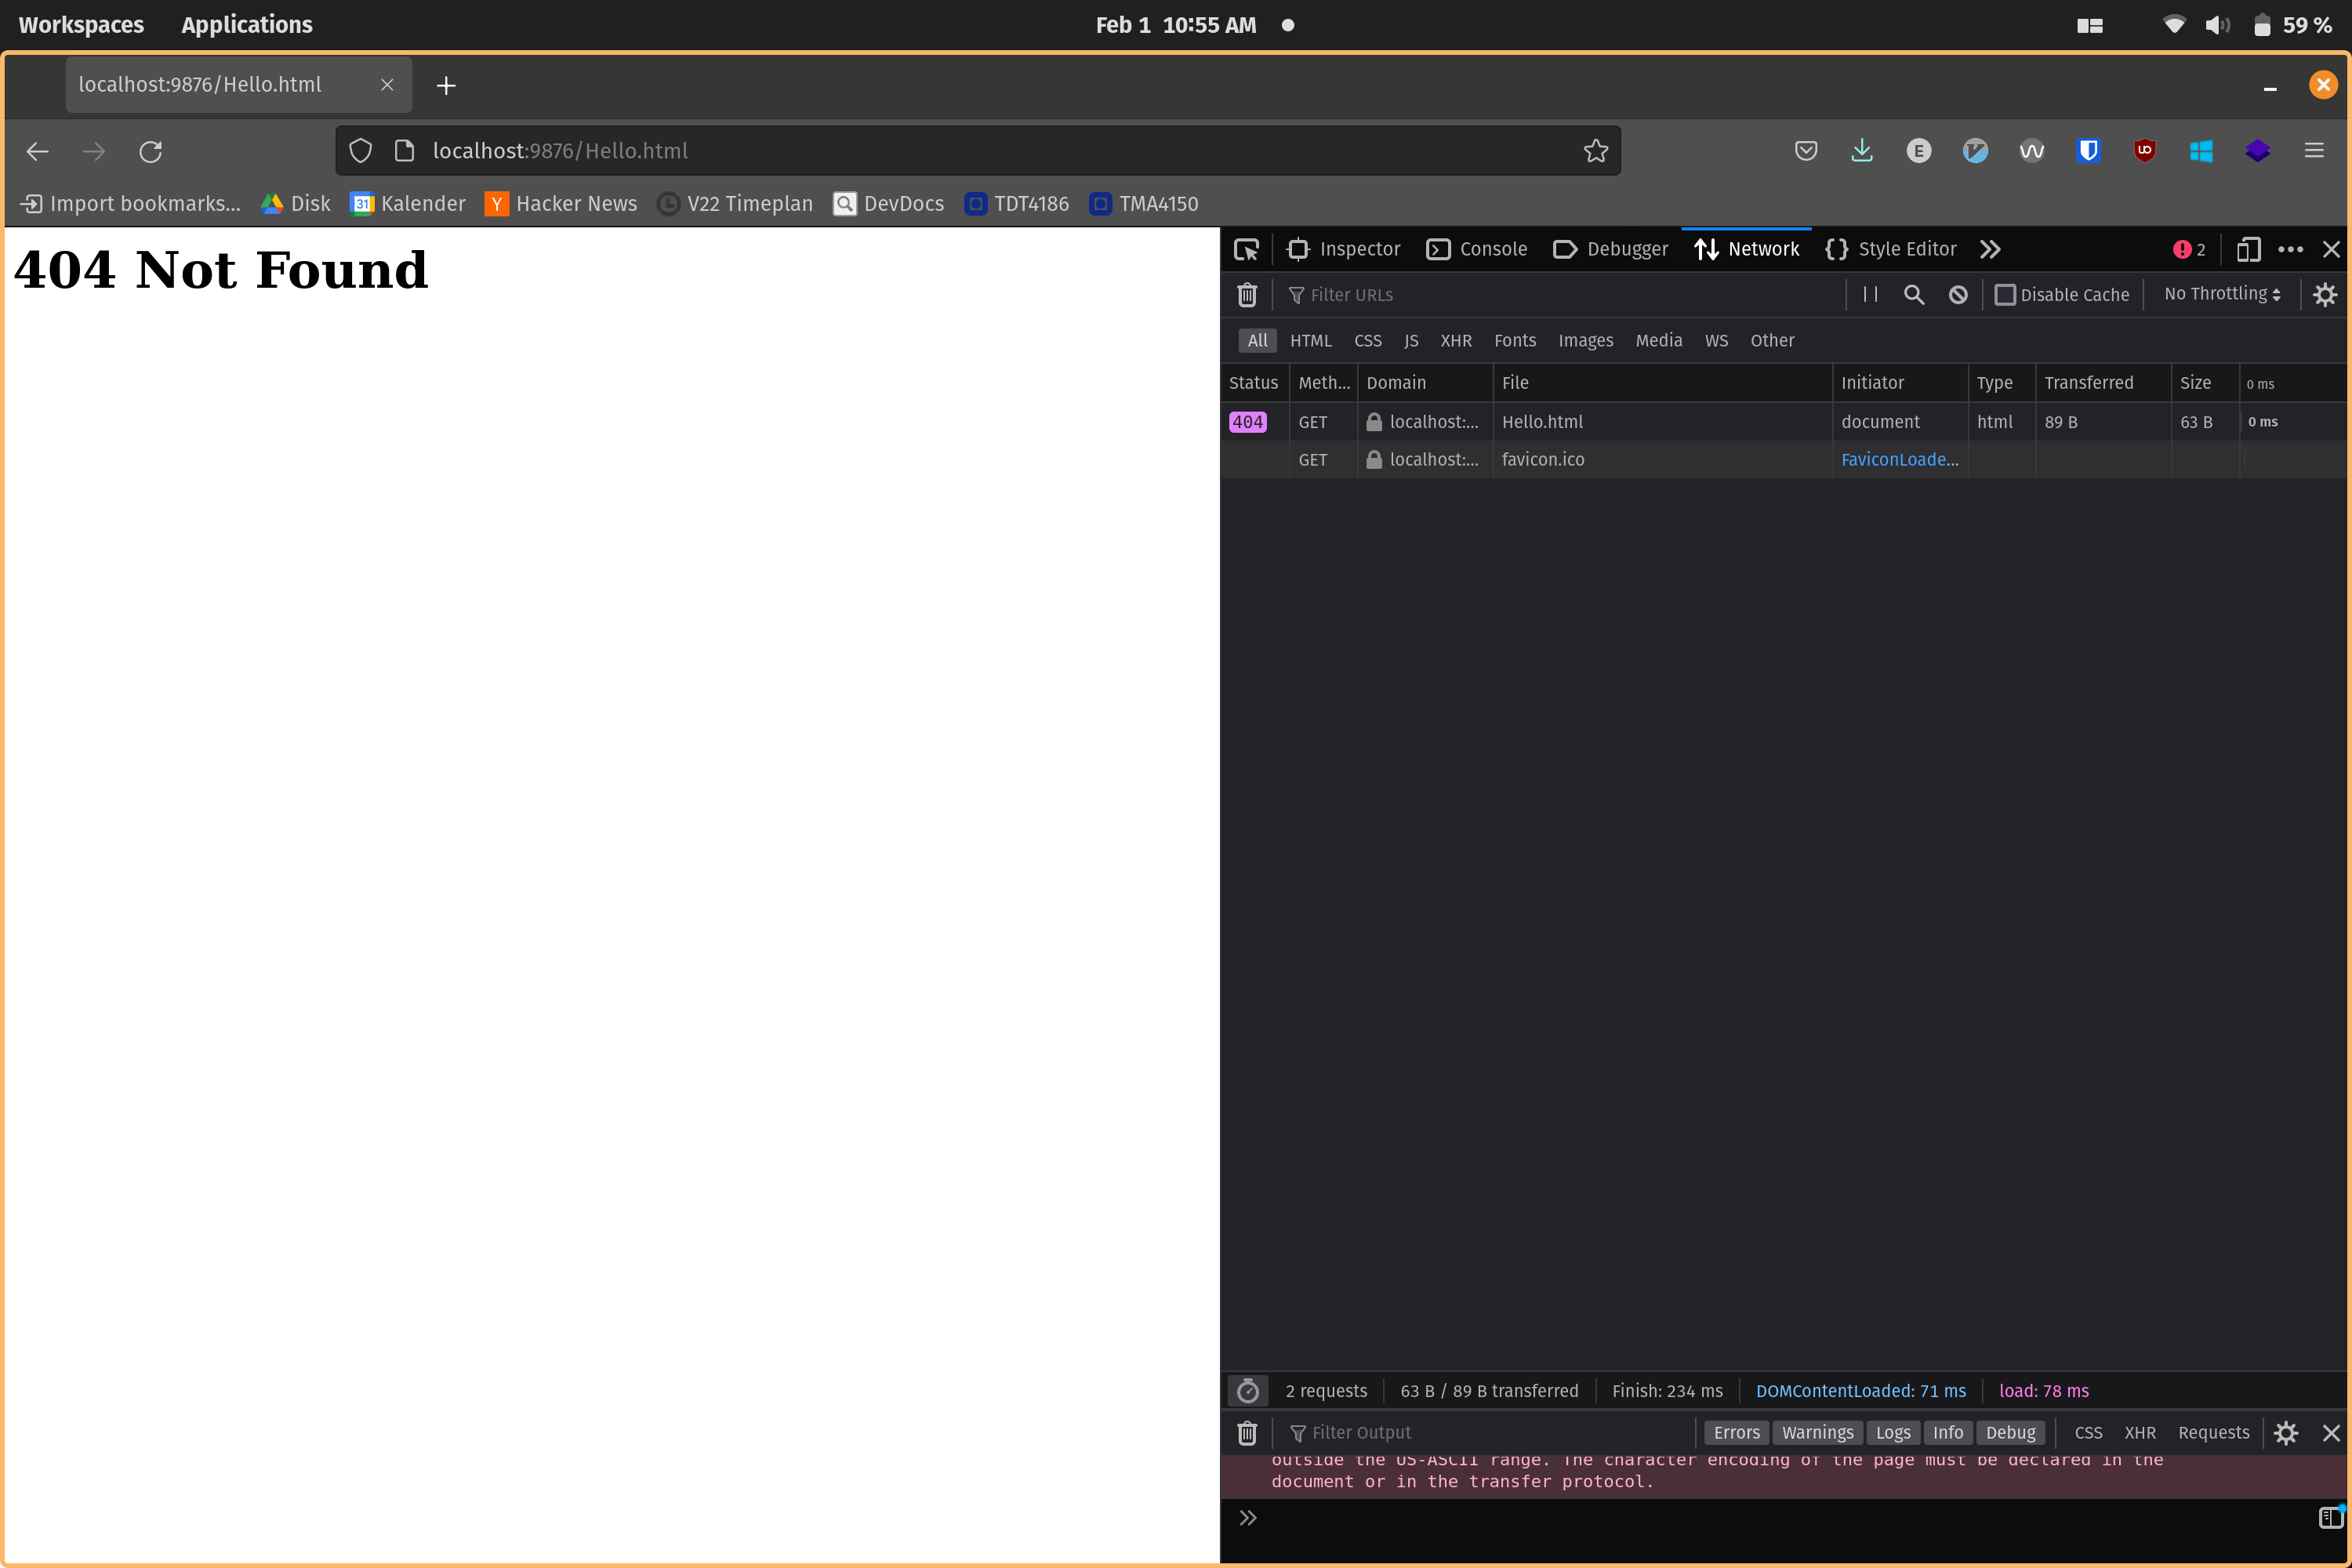 Workspaces Applications Feb 1 10:55 AM 59 %
localhost:9876/Hello.html
localhost:9876/Hello.html
Import bookmarks... Disk 31 Kalender Y Hacker News V22 Timeplan DevDocs TDT4186 TMA4150
404 Not Found
Inspector Console Debugger Network Style Editor 2
Filter URLs Disable Cache No Throttling
All HTML CSS JS XHR Fonts Images Media WS Other
Status Meth... Domain File Initiator Type Transferred Size 0 ms
404 GET localhost:... Hello.html document html 89 B 63 B 0 ms
GET localhost:... favicon.ico FaviconLoade...
2 requests 63 B / 89 B transferred Finish: 234 ms DOMContentLoaded: 71 ms load: 78 ms
Filter Output Errors Warnings Logs Info Debug CSS XHR Requests
outside the US-ASCII range. The character encoding of the page must be declared in the
document or in the transfer protocol.